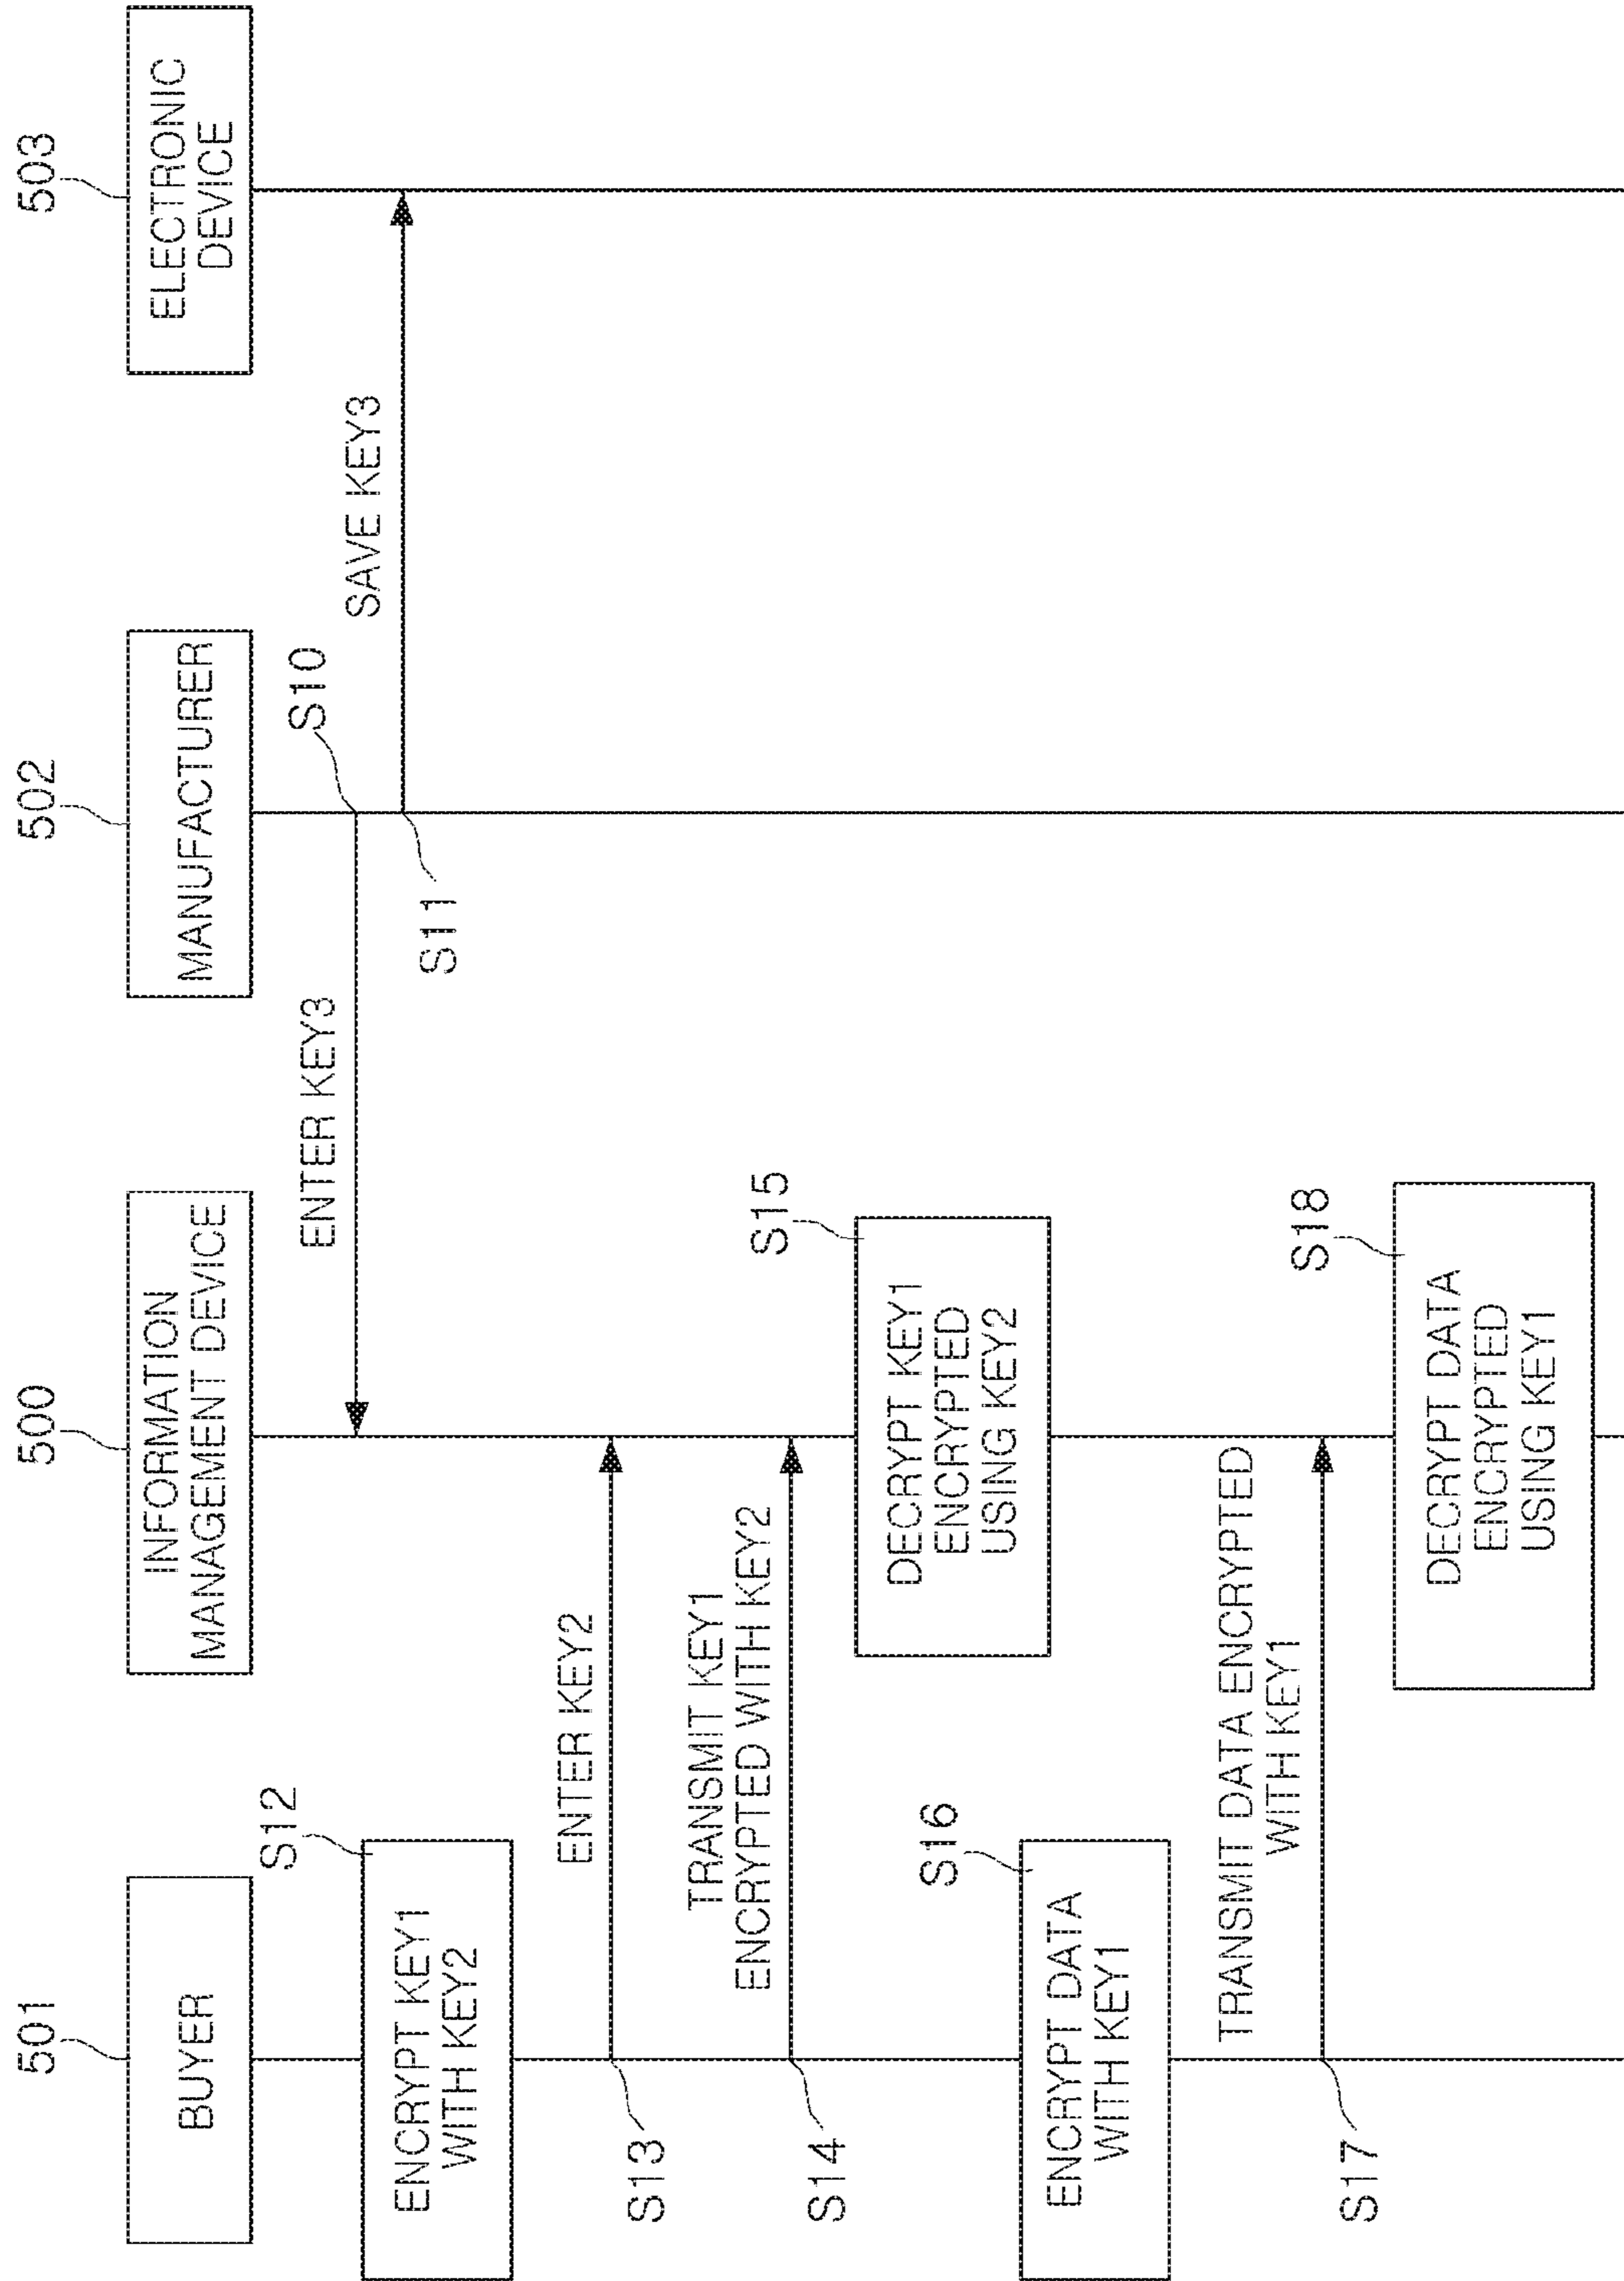 501
BUYER
500
INFORMATION
MANAGEMENT DEVICE
502
MANUFACTURER
503
ELECTRONIC
DEVICE
ENTER KEY3
S10
SAVE KEY3
S11
S12
ENCRYPT KEY1
WITH KEY2
ENTER KEY2
S13
TRANSMIT KEY1
ENCRYPTED WITH KEY2
S14
S15
DECRYPT KEY1
ENCRYPTED
USING KEY2
S16
ENCRYPT DATA
WITH KEY1
TRANSMIT DATA ENCRYPTED
WITH KEY1
S17
S18
DECRYPT DATA
ENCRYPTED
USING KEY1